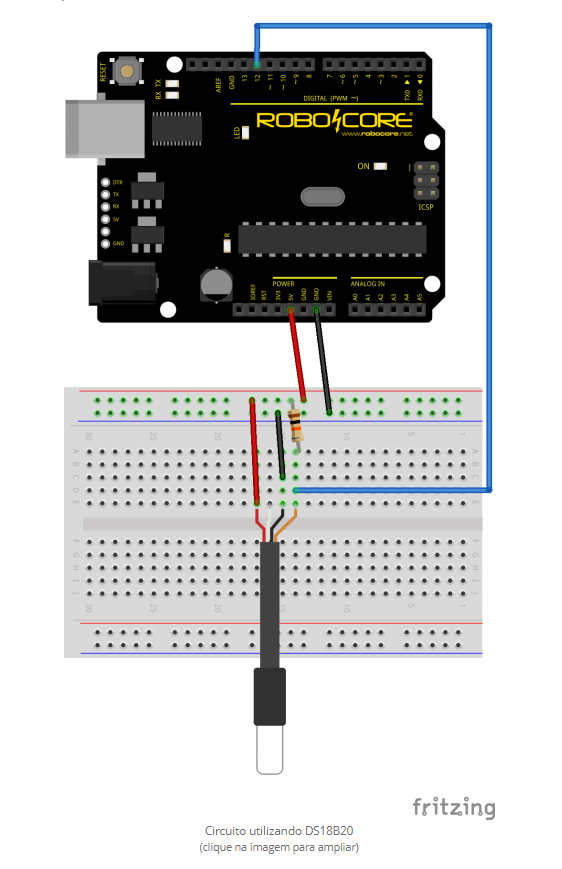 RESET
TX
RX
AREF
GND
13
12
~11
~10
~9
8
7
~6
~5
4
~3
2
TX0 1
RX0 0
DIGITAL (PWM ~)
LED
ROBOCORE®
www.robocore.net
ON
ICSP
DTR
TX
RX
5V
GND
R
POWER
ANALOG IN
IOREF
RST
3V3
5V
GND
GND
VIN
A0
A1
A2
A3
A4
A5
30 25 20 15 10 5 1
A
B
C
D
E
F
G
H
I
J
30 25 20 15 10 5 1
fritzing
Circuito utilizando DS18B20
(clique na imagem para ampliar)